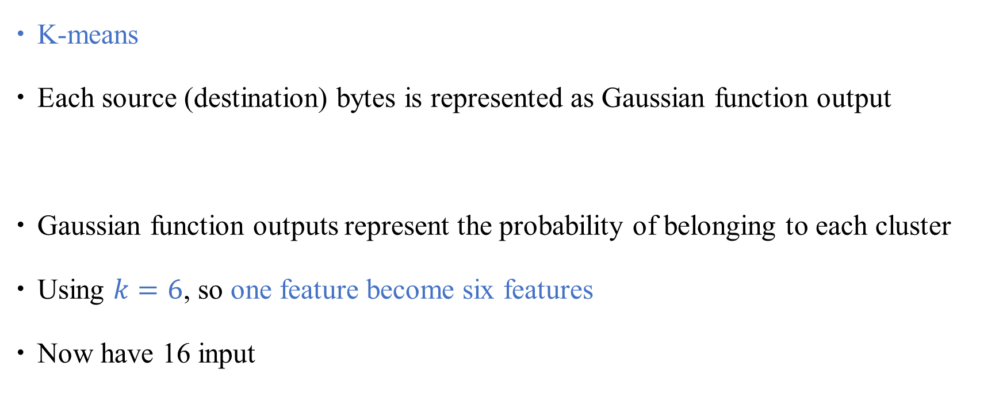 • K-means
• Each source (destination) bytes is represented as Gaussian function output
• Gaussian function outputs represent the probability of belonging to each cluster
• Using k = 6, so one feature become six features
• Now have 16 input